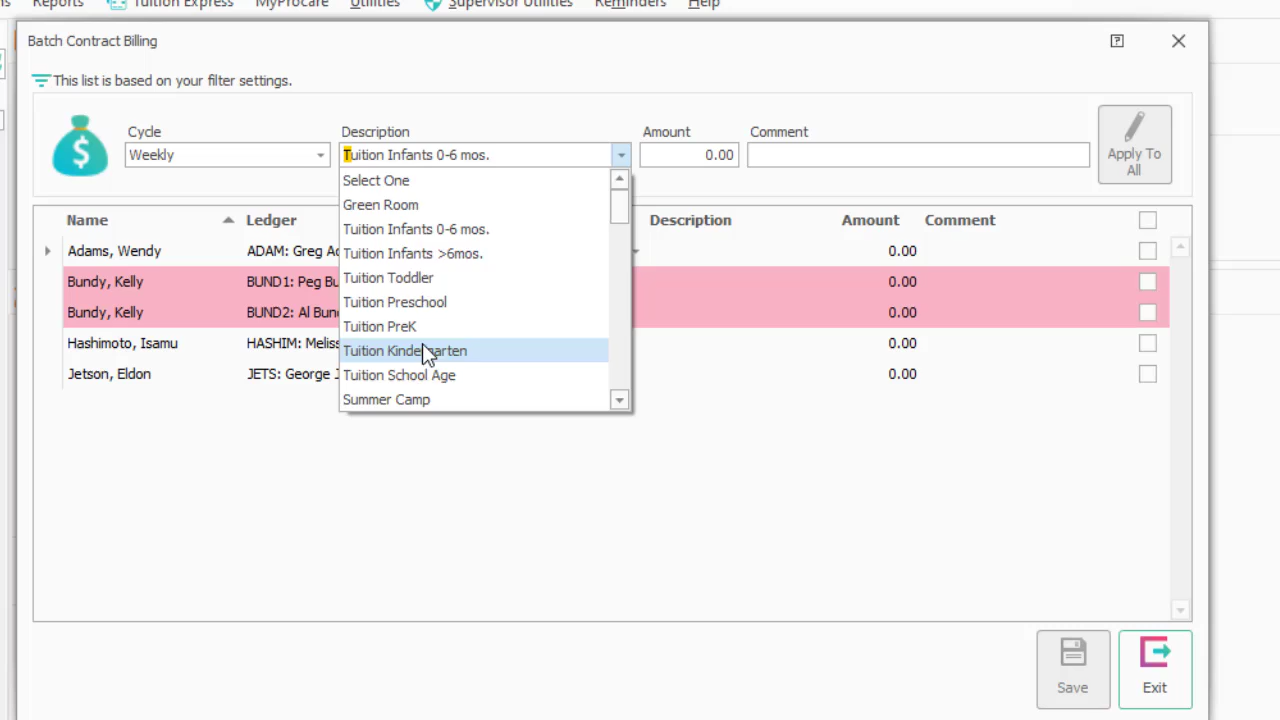 Reports Tuition Express MyProcare Utilities Supervisor Utilities Reminders Help
Batch Contract Billing
This list is based on your filter settings.
Cycle Description Amount Comment
Weekly Tuition Infants 0-6 mos. 0.00
Apply To
All
Select One
Green Room
Tuition Infants 0-6 mos.
Tuition Infants >6mos.
Tuition Toddler
Tuition Preschool
Tuition PreK
Tuition Kindergarten
Tuition School Age
Summer Camp
Name Ledger Description Amount Comment
Adams, Wendy ADAM: Greg 0.00
Bundy, Kelly BUND1: Peg 0.00
Bundy, Kelly BUND2: Al 0.00
Hashimoto, Isamu HASHIM: 0.00
Jetson, Eldon JETS: George 0.00
Save Exit